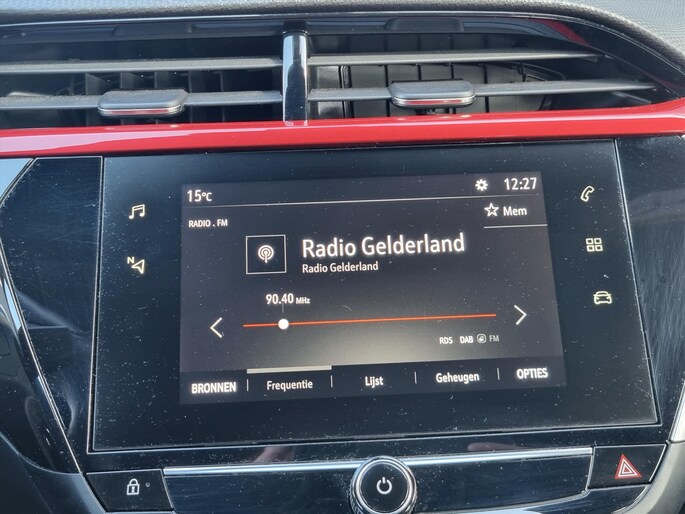 15°C 12:27
RADIO . FM
Mem
Radio Gelderland
Radio Gelderland
90.40 MHz
RDS DAB FM
BRONNEN Frequentie Lijst Geheugen OPTIES
N